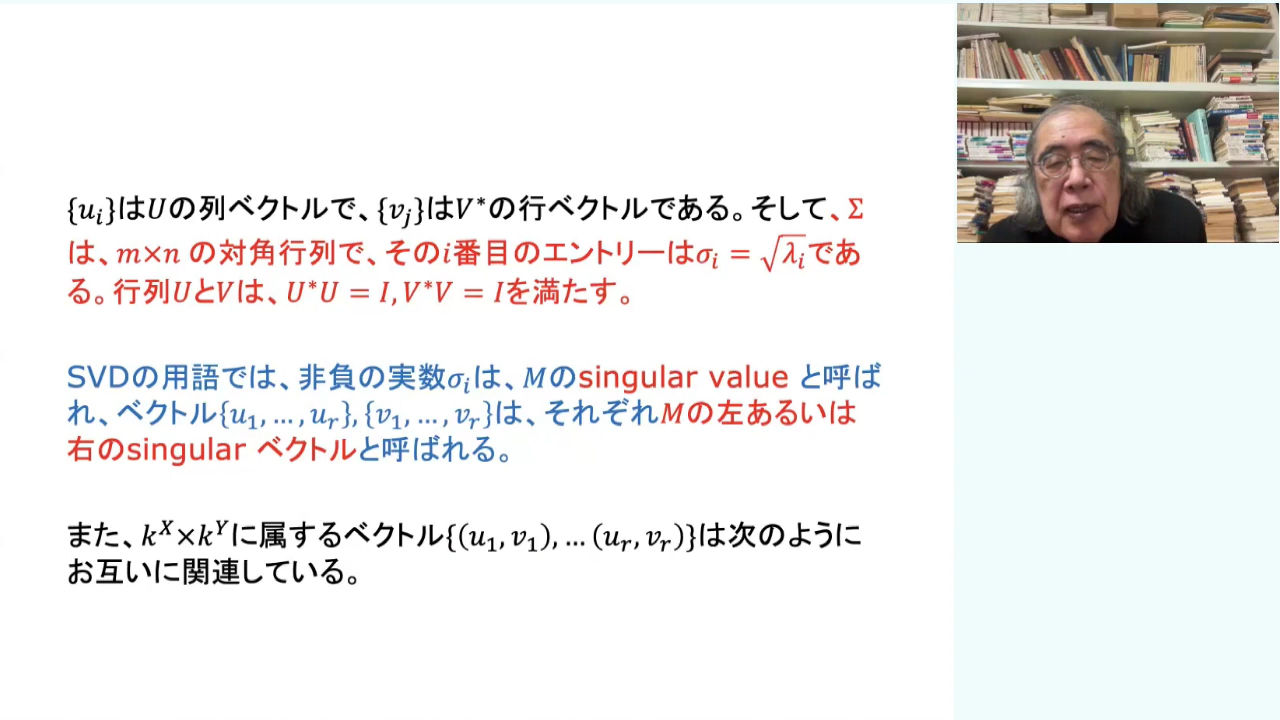 {uᵢ}はUの列ベクトルで、{vⱼ}はV*の行ベクトルである。そして、Σ
は、m×n の対角行列で、そのi番目のエントリーはσᵢ = √λᵢであ
る。行列UとVは、U*U = I, V*V = Iを満たす。
SVDの用語では、非負の実数σᵢは、Mのsingular value と呼ば
れ、ベクトル{u₁, … , uᵣ}, {v₁, … , vᵣ}は、それぞれMの左あるいは
右のsingular ベクトルと呼ばれる。
また、kˣ×kʸに属するベクトル{(u₁, v₁), … (uᵣ, vᵣ)}は次のように
お互いに関連している。